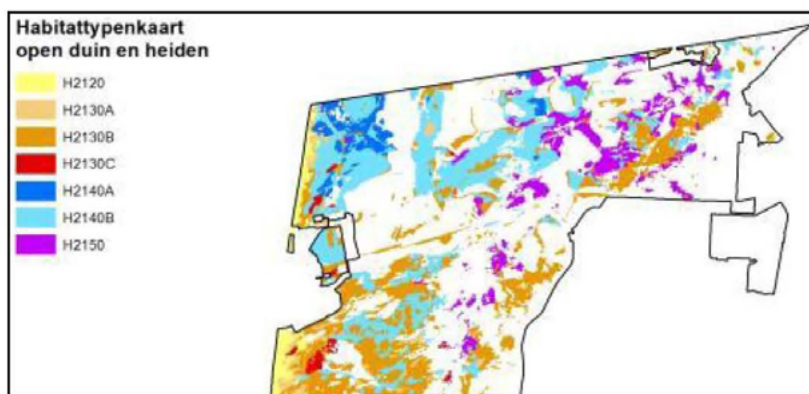 Habitattypenkaart
open duin en heiden
H2120
H2130A
H2130B
H2130C
H2140A
H2140B
H2150